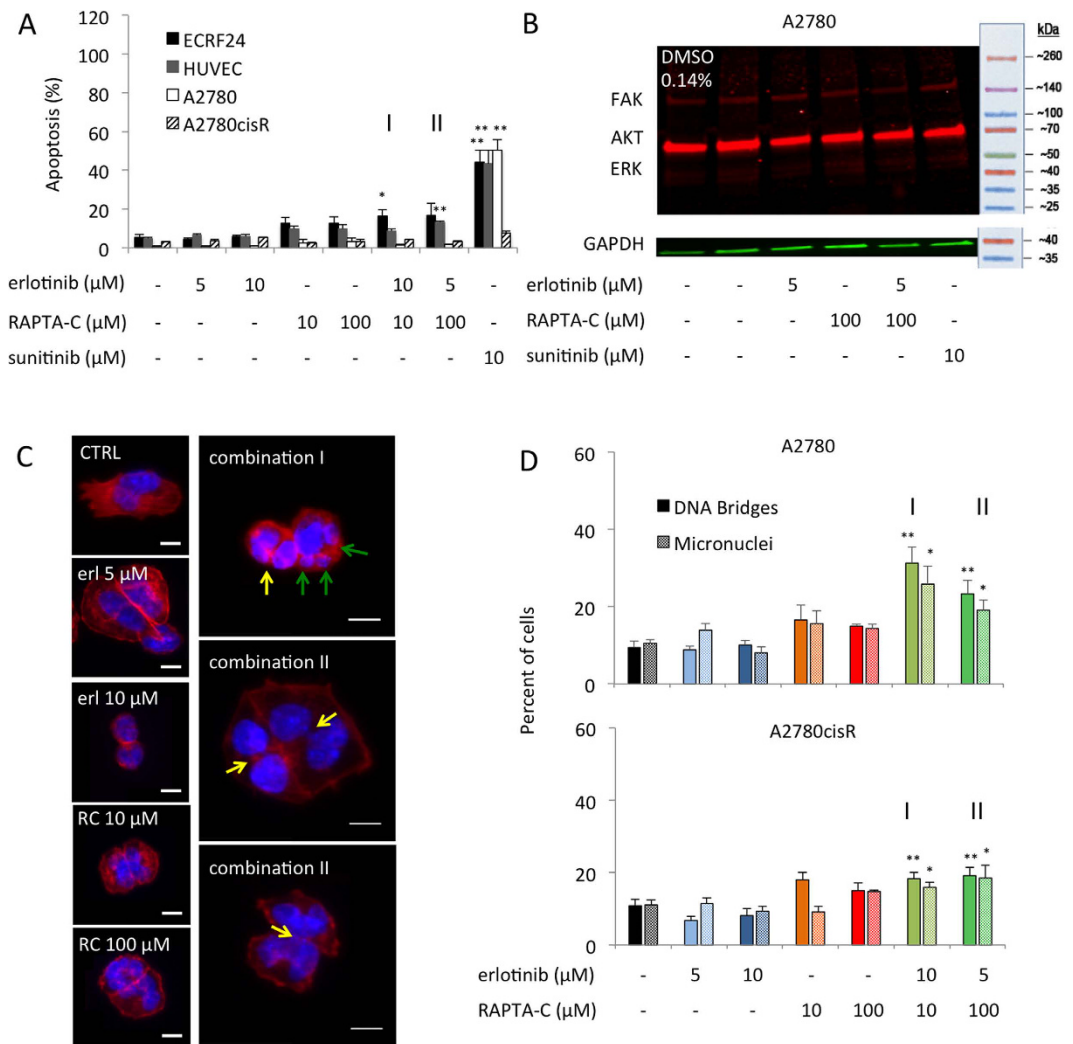 A
120
100
80
60
40
20
0
Apoptosis (%)
ECRF24
HUVEC
A2780
A2780cisR
I II
* ** ** ** **
erlotinib (µM) - 5 10 - - 10 5 -
RAPTA-C (µM) - - - 10 100 10 100 -
sunitinib (µM) - - - - - - - 10
B
A2780
kDa
DMSO
0.14%
FAK
AKT
ERK
GAPDH
~260
~140
~100
~70
~50
~40
~35
~25
~40
~35
erlotinib (µM) - - 5 - 5 -
RAPTA-C (µM) - - - 100 100 -
sunitinib (µM) - - - - - 10
C
CTRL
erl 5 µM
erl 10 µM
RC 10 µM
RC 100 µM
combination I
combination II
combination II
D
A2780
60
40
20
0
DNA Bridges
Micronuclei
I II
** * ** *
Percent of cells
A2780cisR
60
40
20
0
I II
** * ** *
erlotinib (µM) - 5 10 - - 10 5
RAPTA-C (µM) - - - 10 100 10 100